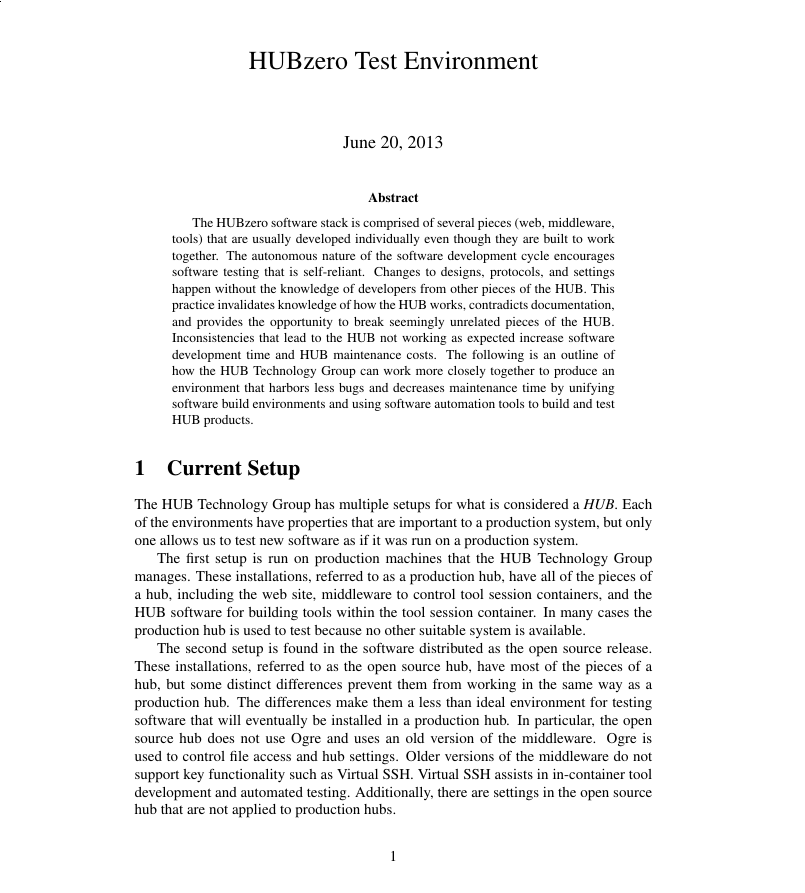 HUBzero Test Environment
June 20, 2013
Abstract
The HUBzero software stack is comprised of several pieces (web, middleware,
tools) that are usually developed individually even though they are built to work
together. The autonomous nature of the software development cycle encourages
software testing that is self-reliant. Changes to designs, protocols, and settings
happen without the knowledge of developers from other pieces of the HUB. This
practice invalidates knowledge of how the HUB works, contradicts documentation,
and provides the opportunity to break seemingly unrelated pieces of the HUB.
Inconsistencies that lead to the HUB not working as expected increase software
development time and HUB maintenance costs. The following is an outline of
how the HUB Technology Group can work more closely together to produce an
environment that harbors less bugs and decreases maintenance time by unifying
software build environments and using software automation tools to build and test
HUB products.
1 Current Setup
The HUB Technology Group has multiple setups for what is considered a HUB. Each
of the environments have properties that are important to a production system, but only
one allows us to test new software as if it was run on a production system.
The first setup is run on production machines that the HUB Technology Group
manages. These installations, referred to as a production hub, have all of the pieces of
a hub, including the web site, middleware to control tool session containers, and the
HUB software for building tools within the tool session container. In many cases the
production hub is used to test because no other suitable system is available.
The second setup is found in the software distributed as the open source release.
These installations, referred to as the open source hub, have most of the pieces of a
hub, but some distinct differences prevent them from working in the same way as a
production hub. The differences make them a less than ideal environment for testing
software that will eventually be installed in a production hub. In particular, the open
source hub does not use Ogre and uses an old version of the middleware. Ogre is
used to control file access and hub settings. Older versions of the middleware do not
support key functionality such as Virtual SSH. Virtual SSH assists in in-container tool
development and automated testing. Additionally, there are settings in the open source
hub that are not applied to production hubs.
1